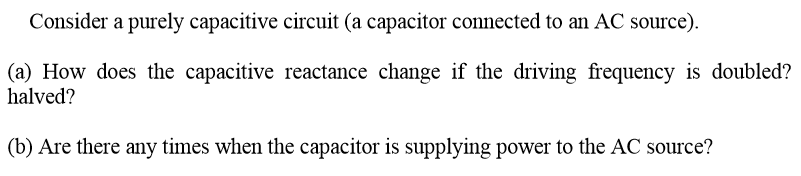 Consider a purely capacitive circuit (a capacitor connected to an AC source).
(a) How does the capacitive reactance change if the driving frequency is doubled?
halved?
(b) Are there any times when the capacitor is supplying power to the AC source?